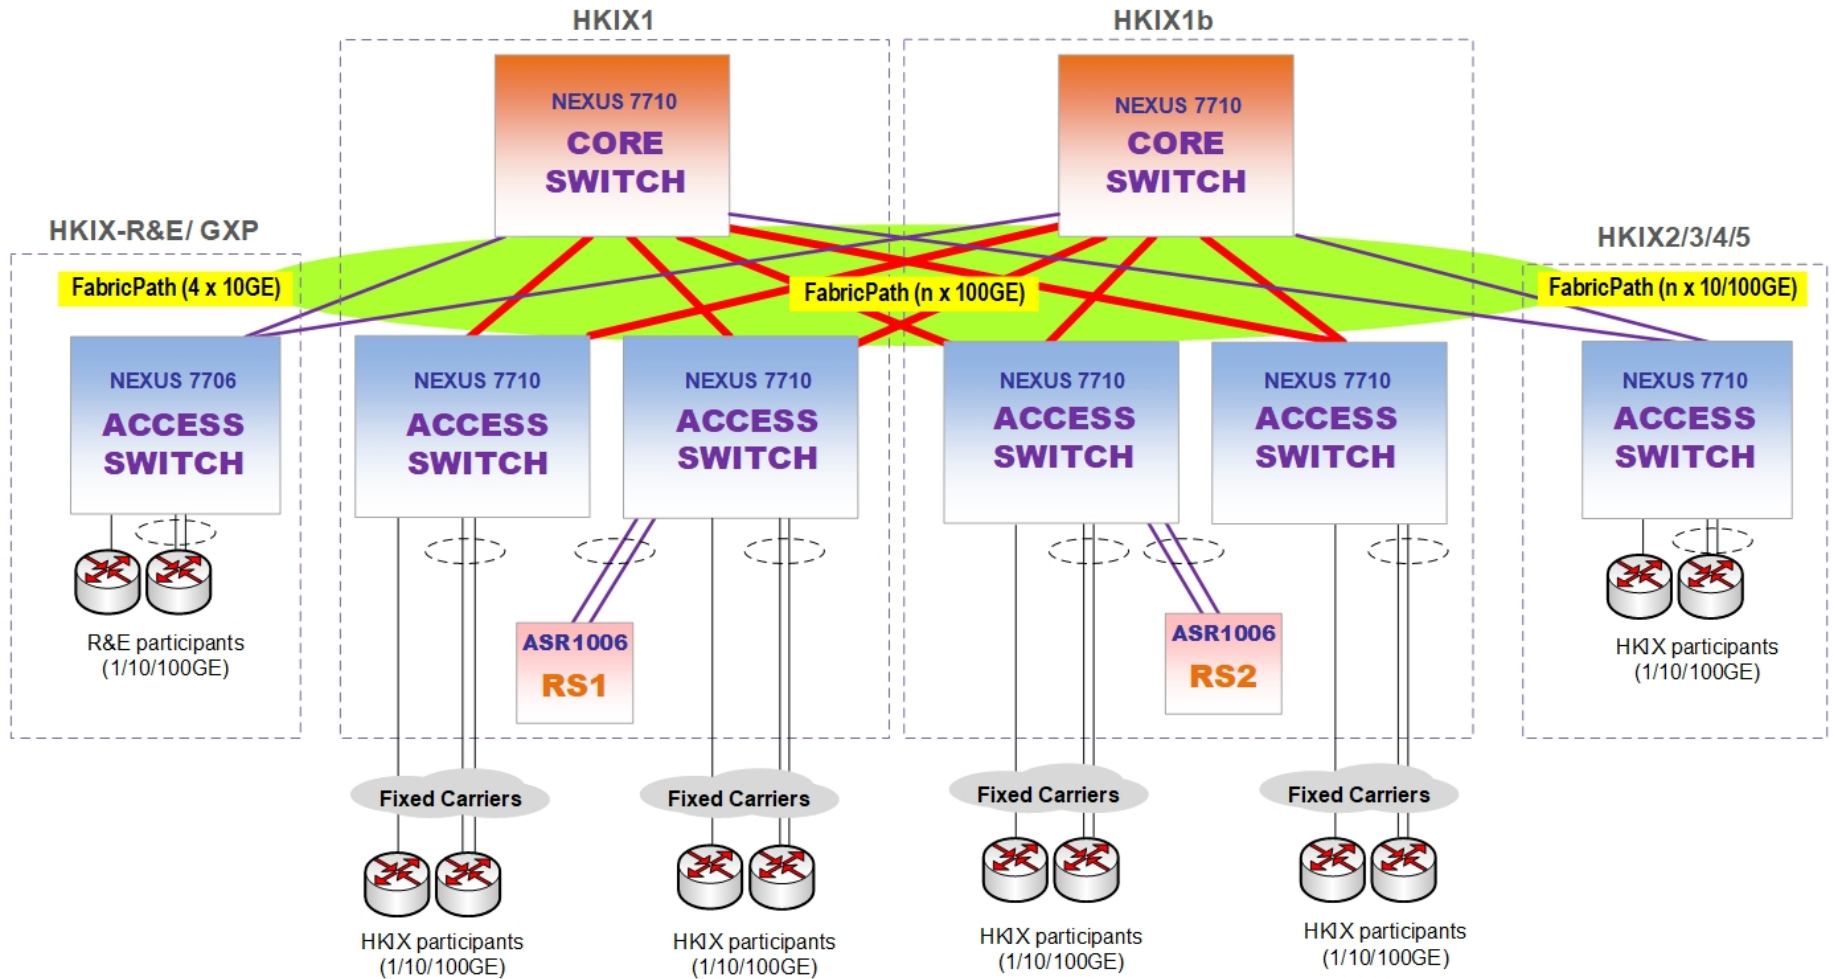 HKIX1
HKIX1b
NEXUS 7710
CORE
SWITCH
NEXUS 7710
CORE
SWITCH
HKIX-R&E/ GXP
HKIX2/3/4/5
FabricPath (4 x 10GE)
FabricPath (n x 100GE)
FabricPath (n x 10/100GE)
NEXUS 7706
ACCESS
SWITCH
NEXUS 7710
ACCESS
SWITCH
NEXUS 7710
ACCESS
SWITCH
NEXUS 7710
ACCESS
SWITCH
NEXUS 7710
ACCESS
SWITCH
NEXUS 7710
ACCESS
SWITCH
R&E participants
(1/10/100GE)
ASR1006
RS1
ASR1006
RS2
HKIX participants
(1/10/100GE)
Fixed Carriers
Fixed Carriers
Fixed Carriers
Fixed Carriers
HKIX participants
(1/10/100GE)
HKIX participants
(1/10/100GE)
HKIX participants
(1/10/100GE)
HKIX participants
(1/10/100GE)